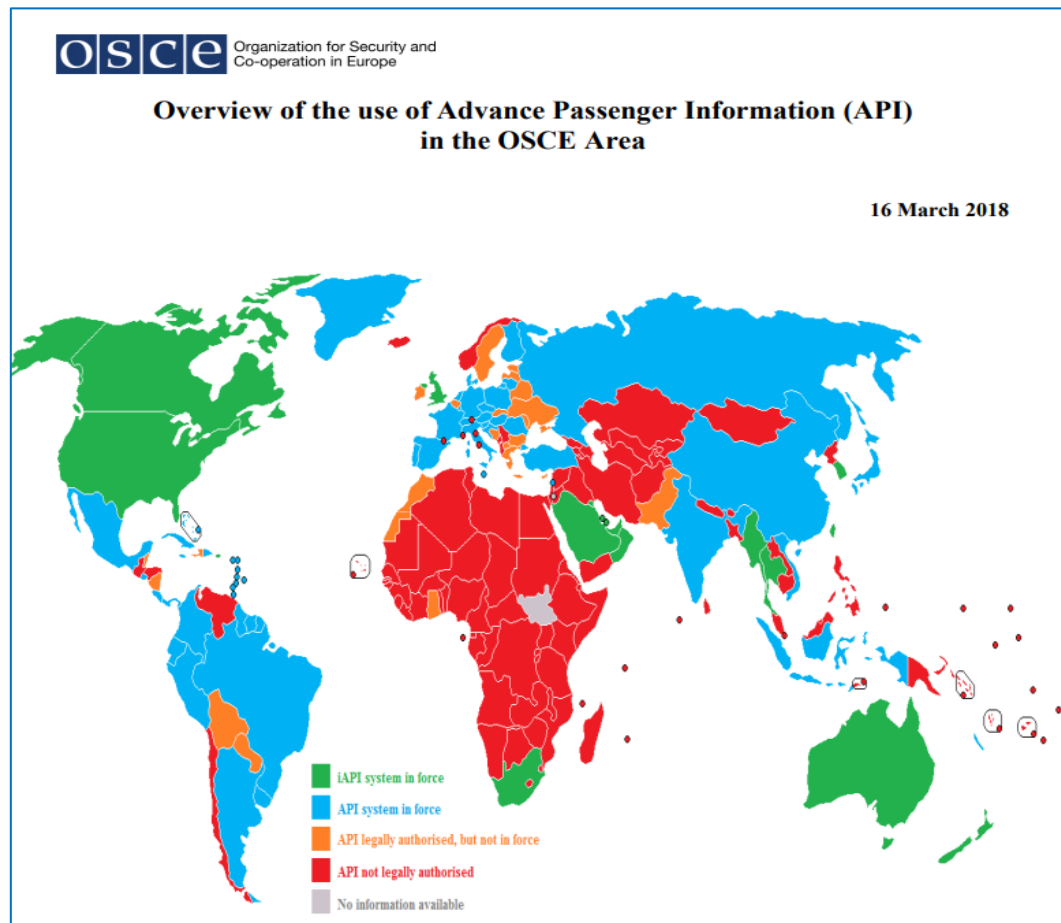 osce Organization for Security and
Co-operation in Europe
Overview of the use of Advance Passenger Information (API)
in the OSCE Area
16 March 2018
iAPI system in force
API system in force
API legally authorised, but not in force
API not legally authorised
No information available